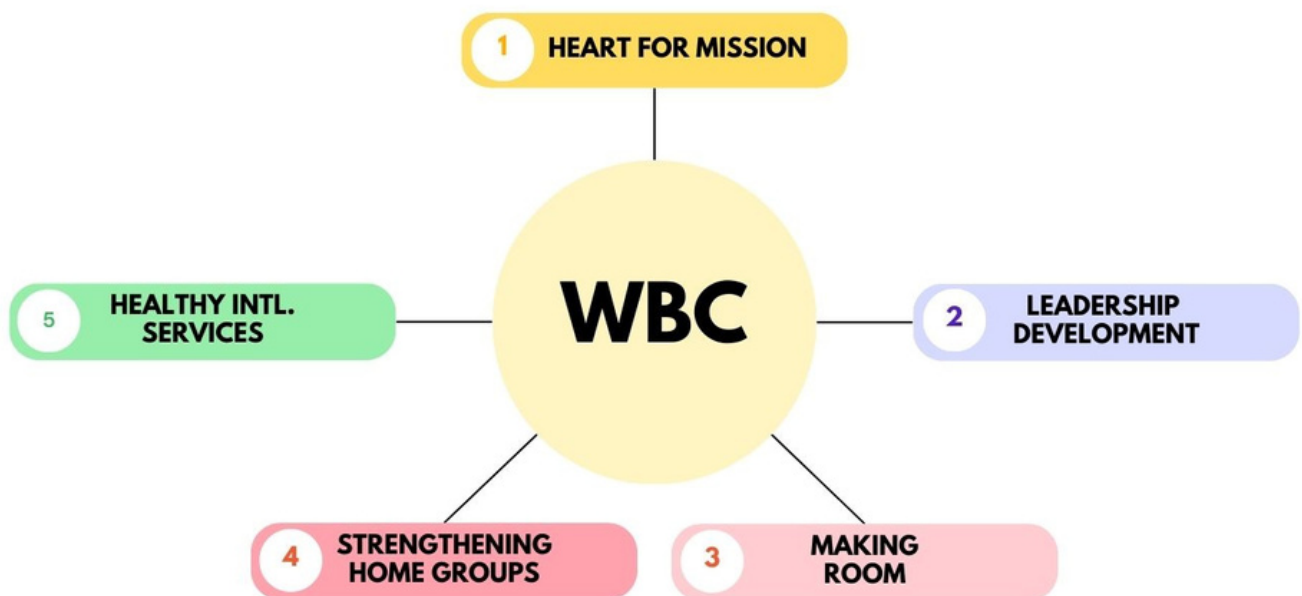 1 HEART FOR MISSION
WBC
2 LEADERSHIP
DEVELOPMENT
3 MAKING
ROOM
4 STRENGTHENING
HOME GROUPS
5 HEALTHY INTL.
SERVICES